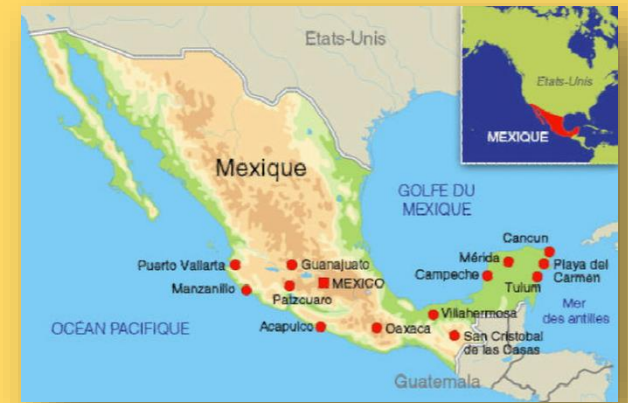 Etats-Unis
Etats-Unis
MEXIQUE
Mexique
GOLFE DU
MEXIQUE
Cancun
Mérida
Playa del
Carmen
Campeche
Tulum
Puerto Vallarta
Guanajuato
MEXICO
Manzanillo
Patzcuaro
Mer
des antilles
Villahermosa
OCÉAN PACIFIQUE
Acapulco
Oaxaca
San Cristobal
de las Casas
Guatemala